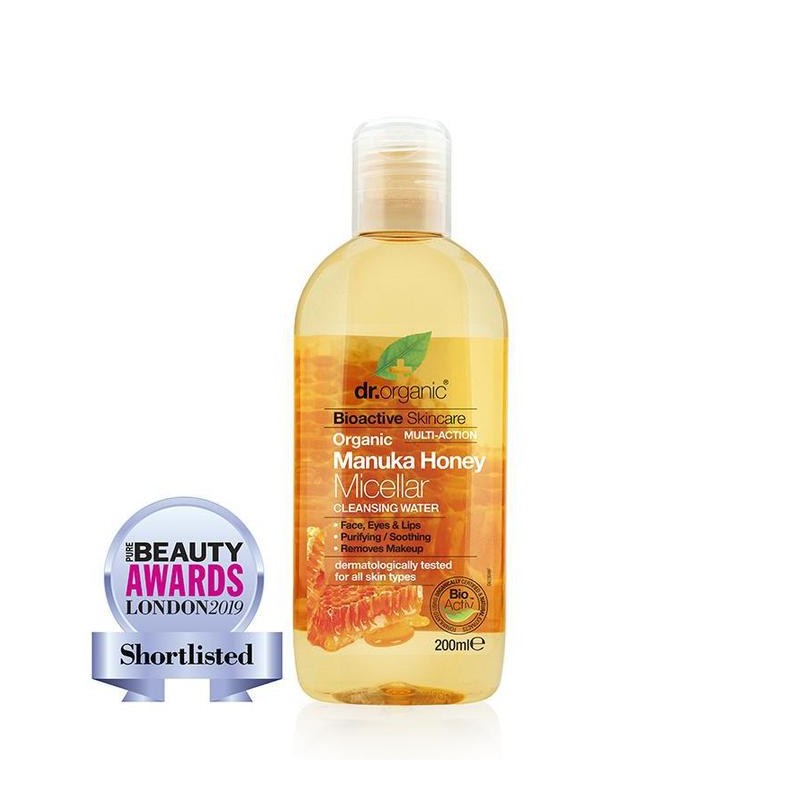 dr.organic®
Bioactive Skincare
MULTI-ACTION
Organic
Manuka Honey
Micellar
CLEANSING WATER
• Face, Eyes & Lips
• Purifying / Soothing
• Removes Makeup
dermatologically tested
for all skin types
Bio
Activ™
200ml℮
PURE
BEAUTY
AWARDS
LONDON2019
Shortlisted